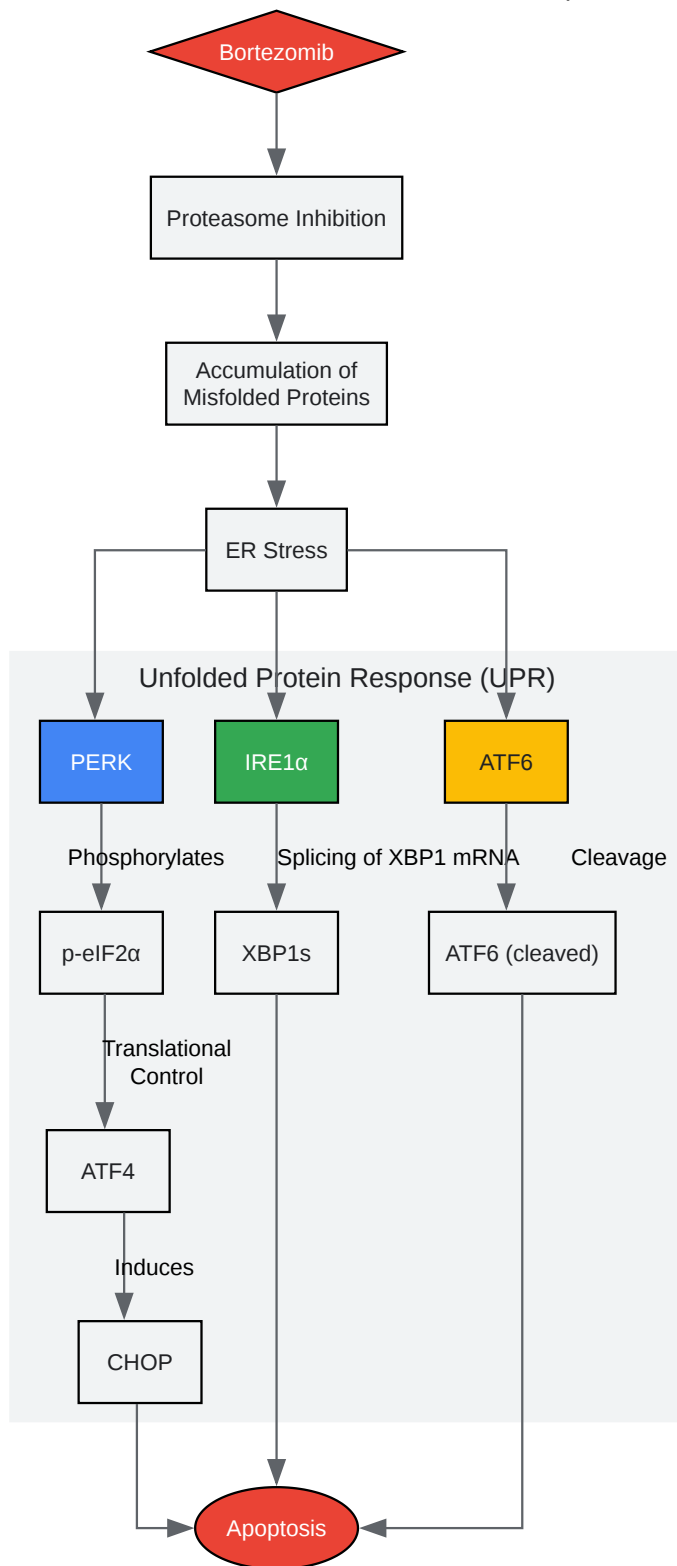 Bortezomib
Proteasome Inhibition
Accumulation of
Misfolded Proteins
ER Stress
Unfolded Protein Response (UPR)
PERK
IRE1α
ATF6
Phosphorylates
Splicing of XBP1 mRNA
Cleavage
p-eIF2α
XBP1s
ATF6 (cleaved)
Translational
Control
ATF4
Induces
CHOP
Apoptosis